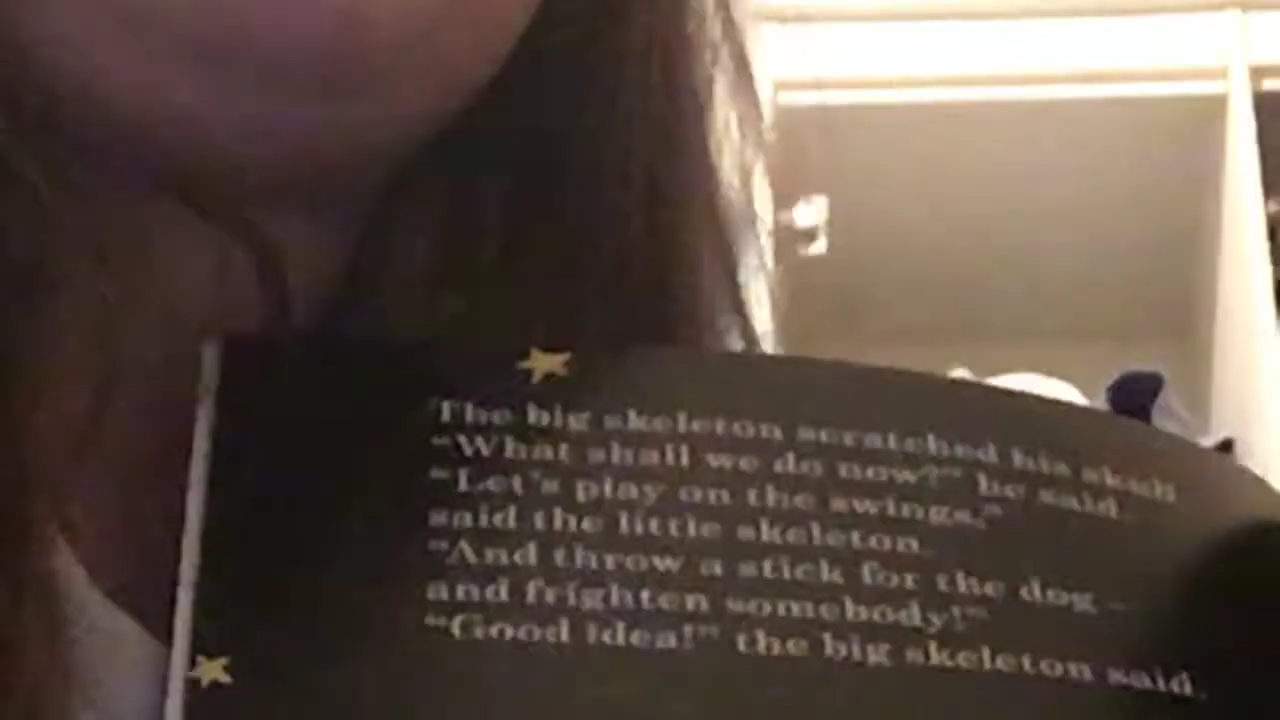 The big skeleton scratched his skull
"What shall we do now?" he said.
"Let's play on the swings,"
said the little skeleton.
"And throw a stick for the dog –
and frighten somebody!"
"Good idea!" the big skeleton said.